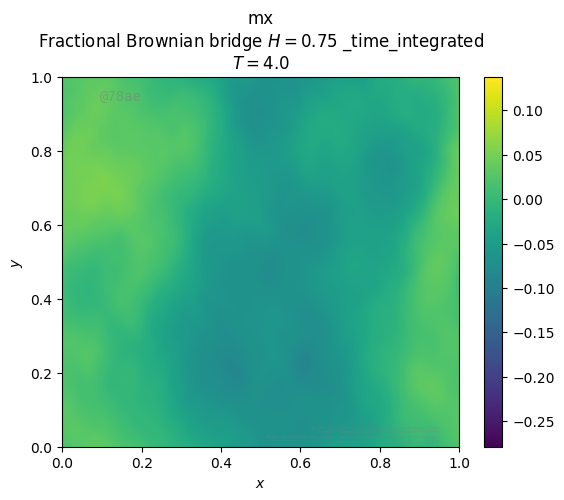 mx
Fractional Brownian bridge H = 0.75 _time_integrated
T = 4.0
@78ae
1.0
0.8
0.6
0.4
0.2
0.0
y
0.0 0.2 0.4 0.6 0.8 1.0
x
0.10
0.05
0.00
−0.05
−0.10
−0.15
−0.20
−0.25